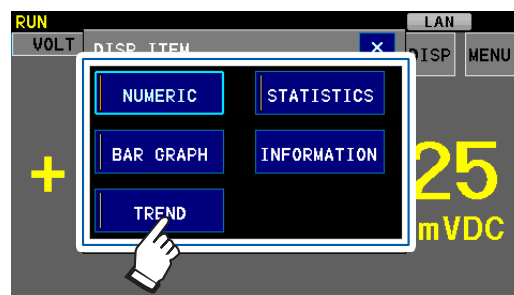 RUN LAN
VOLT DISP ITEM × DISP MENU
NUMERIC STATISTICS
BAR GRAPH INFORMATION
+ 25
TREND
mVDC